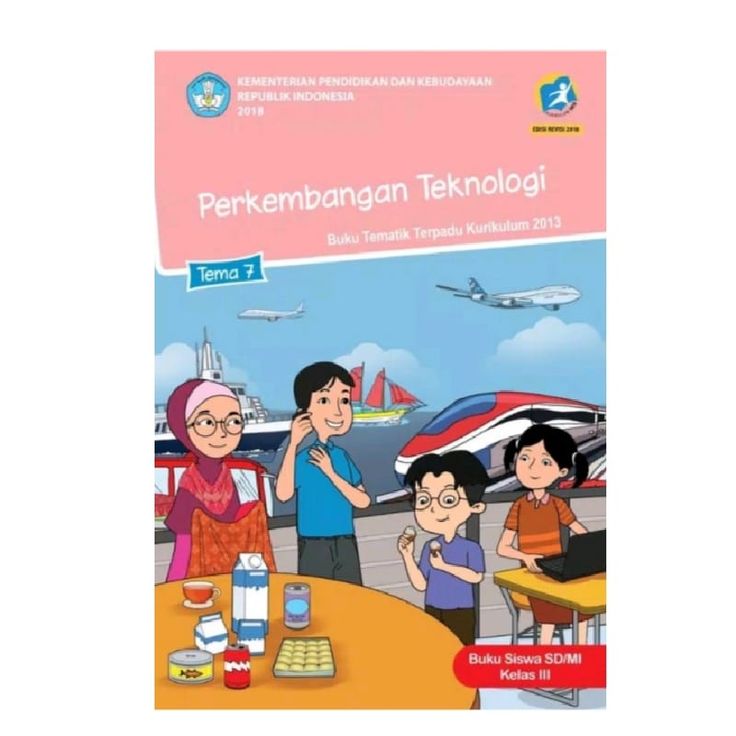 KEMENTERIAN PENDIDIKAN DAN KEBUDAYAAN
REPUBLIK INDONESIA
2018
EDISI REVISI 2018
Perkembangan Teknologi
Buku Tematik Terpadu Kurikulum 2013
Tema 7
Buku Siswa SD/MI
Kelas III